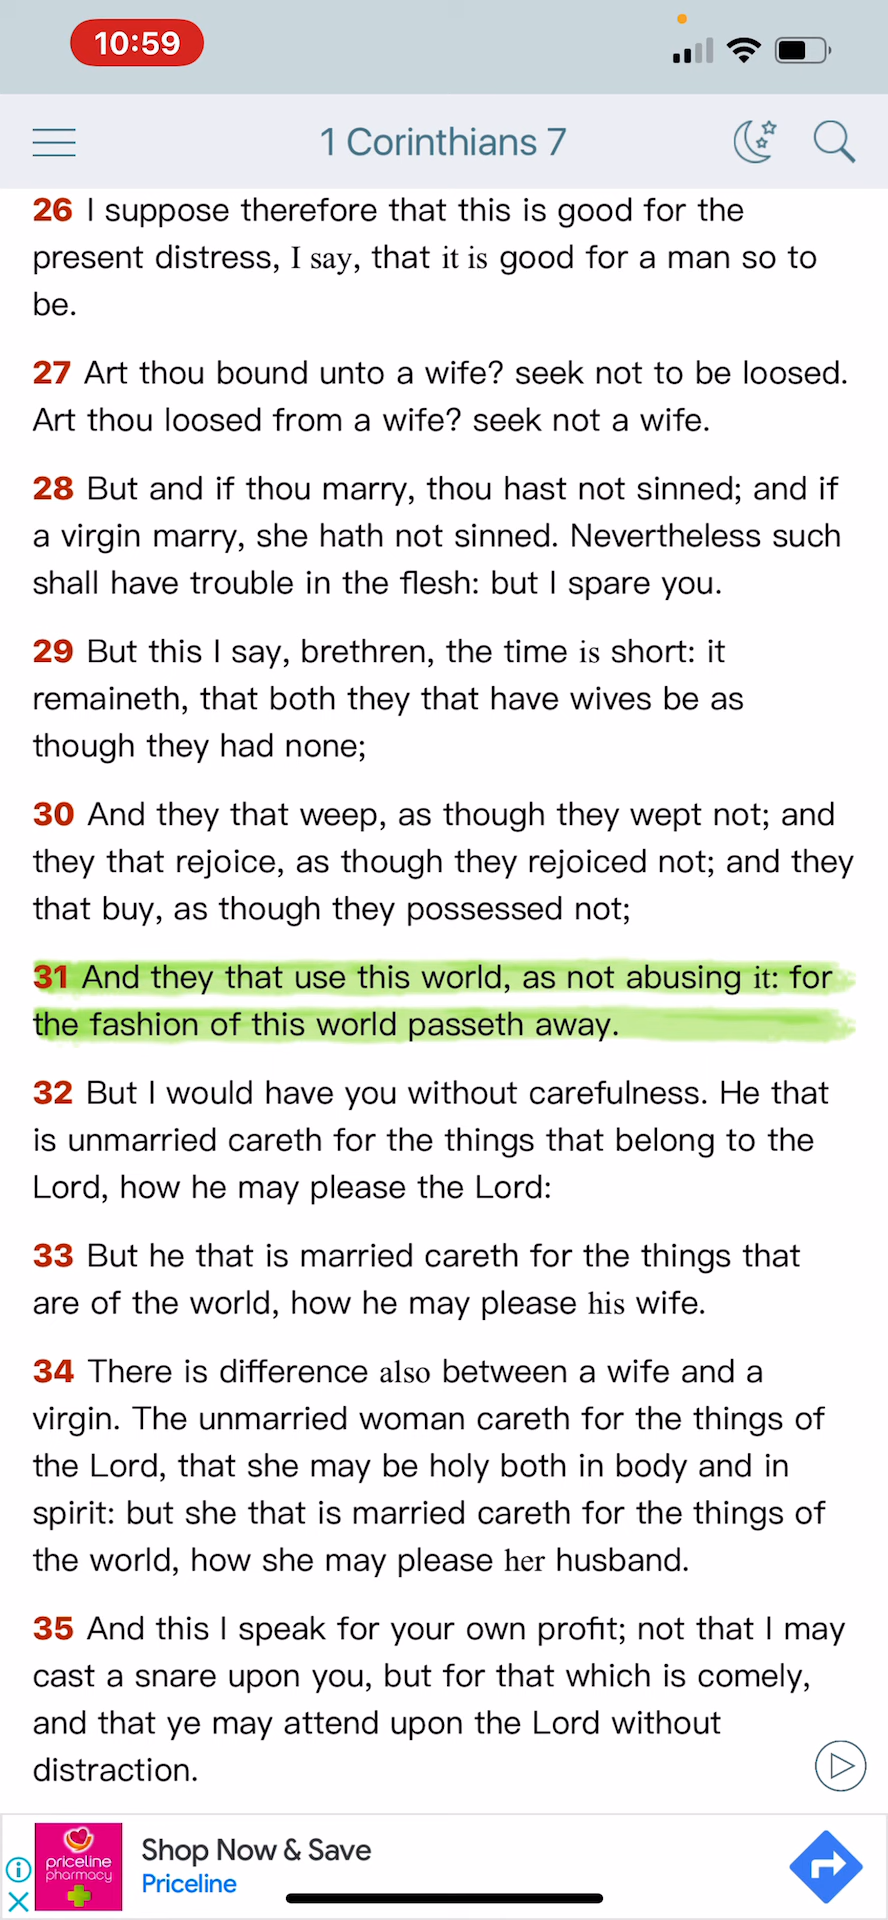 10:59
1 Corinthians 7
26 I suppose therefore that this is good for the
present distress, I say, that it is good for a man so to
be.
27 Art thou bound unto a wife? seek not to be loosed.
Art thou loosed from a wife? seek not a wife.
28 But and if thou marry, thou hast not sinned; and if
a virgin marry, she hath not sinned. Nevertheless such
shall have trouble in the flesh: but I spare you.
29 But this I say, brethren, the time is short: it
remaineth, that both they that have wives be as
though they had none;
30 And they that weep, as though they wept not; and
they that rejoice, as though they rejoiced not; and they
that buy, as though they possessed not;
31 And they that use this world, as not abusing it: for
the fashion of this world passeth away.
32 But I would have you without carefulness. He that
is unmarried careth for the things that belong to the
Lord, how he may please the Lord:
33 But he that is married careth for the things that
are of the world, how he may please his wife.
34 There is difference also between a wife and a
virgin. The unmarried woman careth for the things of
the Lord, that she may be holy both in body and in
spirit: but she that is married careth for the things of
the world, how she may please her husband.
35 And this I speak for your own profit; not that I may
cast a snare upon you, but for that which is comely,
and that ye may attend upon the Lord without
distraction.
priceline
pharmacy
Shop Now & Save
Priceline